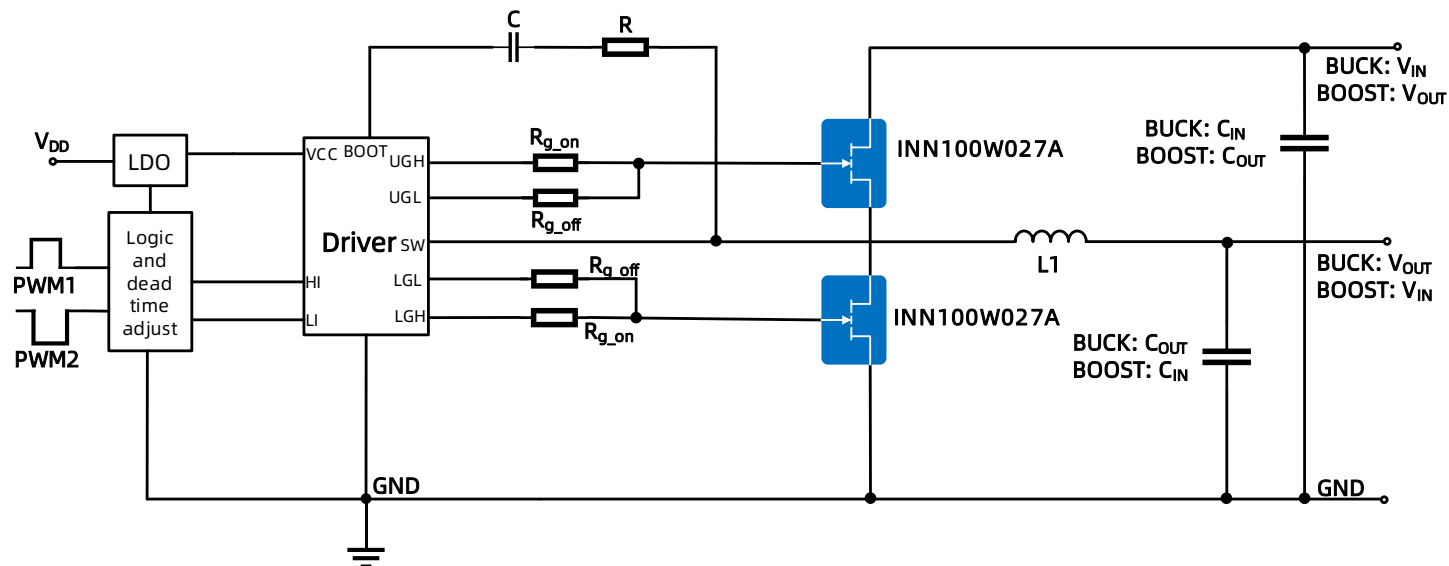 C
R
BUCK: VIN
BOOST: VOUT
VDD
LDO
VCC
BOOT
UGH
Rg_on
INN100W027A
BUCK: CIN
BOOST: COUT
UGL
Rg_off
Logic
and
dead
time
adjust
Driver
SW
L1
BUCK: VOUT
BOOST: VIN
PWM1
HI
LGL
Rg_off
LI
LGH
Rg_on
INN100W027A
PWM2
BUCK: COUT
BOOST: CIN
GND
GND